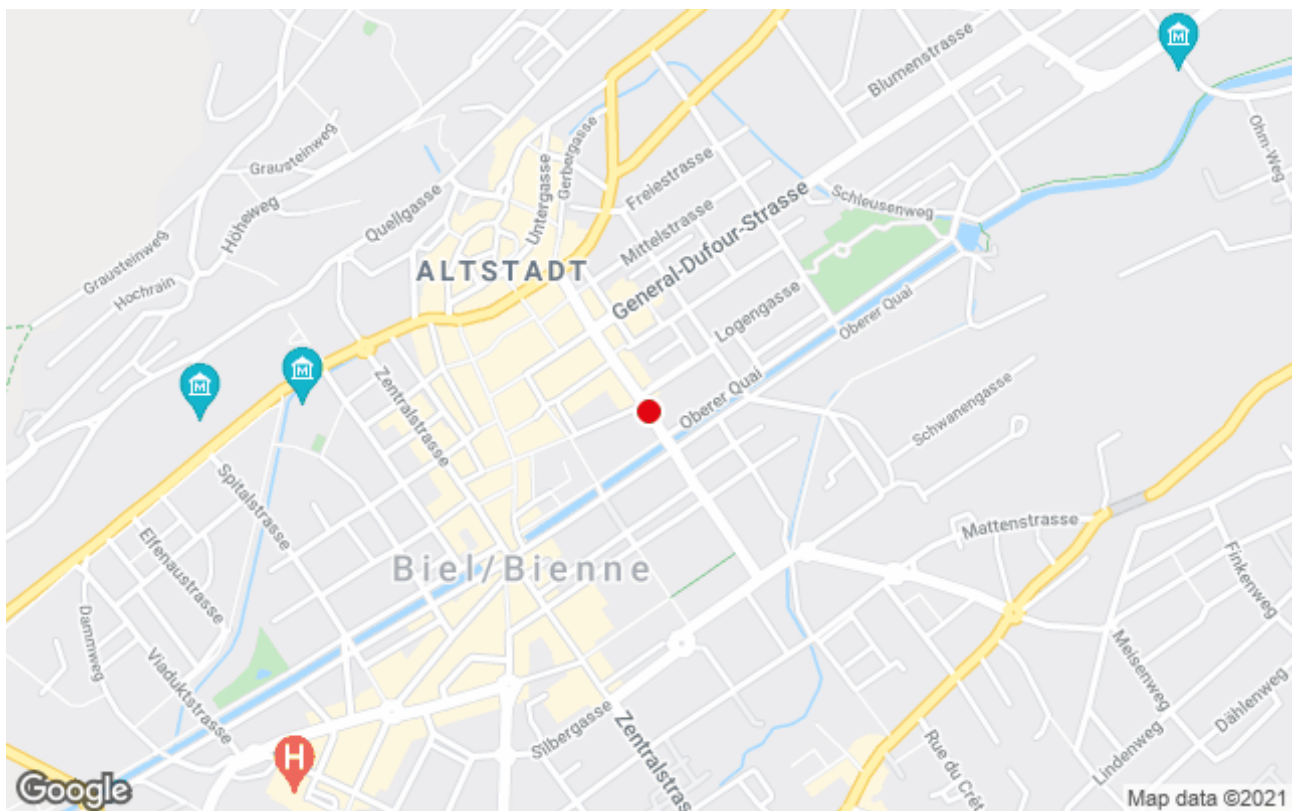 Blumenstrasse
Ohm-Weg
Grausteinweg
Untergasse
Gerbergasse
Freiestrasse
Schleusenweg
Höheweg
Quellgasse
Mittelstrasse
General-Dufour-Strasse
Grausteinweg
Hochrain
ALTSTADT
Logengasse
Oberer Quai
Zentralstrasse
Oberer Quai
Schwanengasse
Spitalstrasse
Elfenaustrasse
Mattenstrasse
Biel/Bienne
Finkenweg
Dammweg
Viaduktstrasse
Meisenweg
Silbergasse
Zentralstras
Rue du Crêt
Lindenweg
Dählenweg
H
Google
Map data ©2021